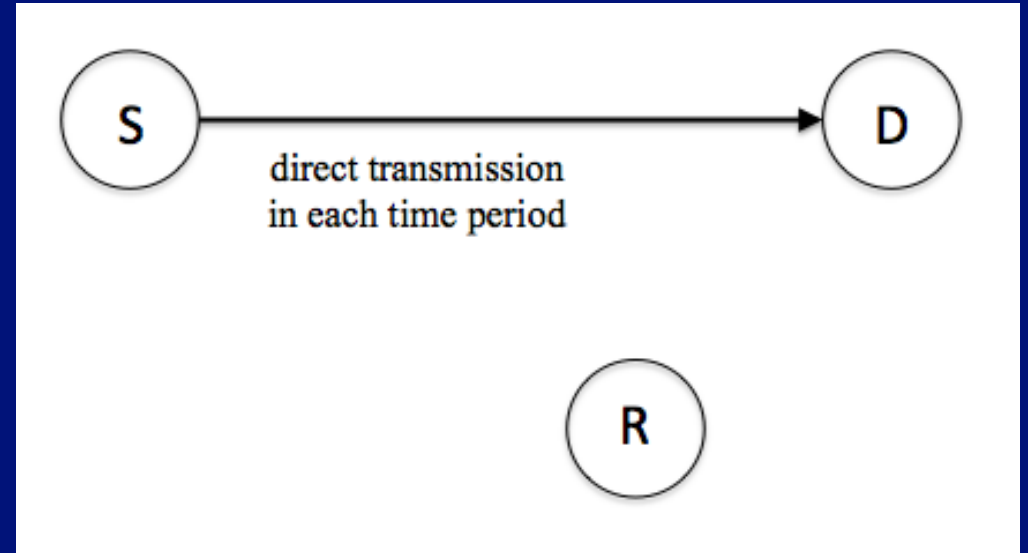 S
D
direct transmission
in each time period
R